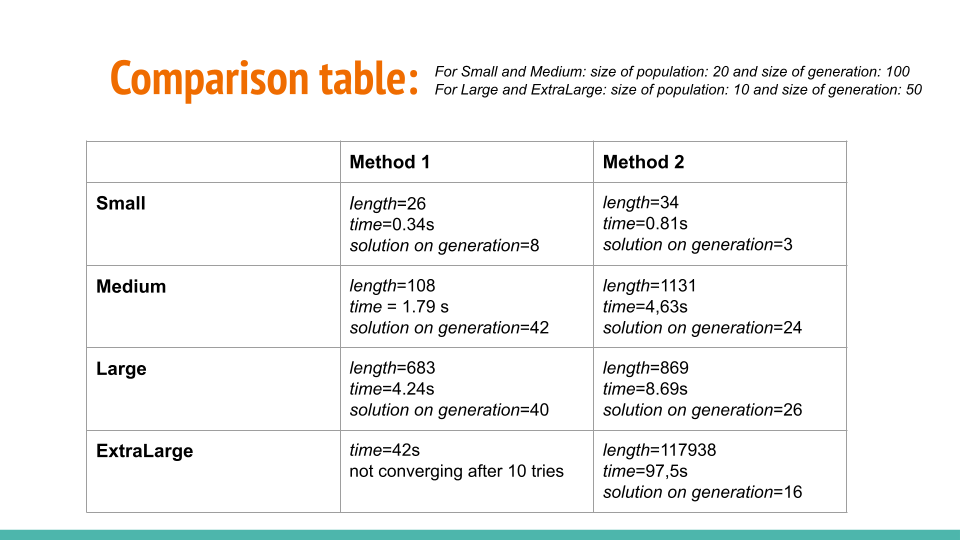 Comparison table:
For Small and Medium: size of population: 20 and size of generation: 100
For Large and ExtraLarge: size of population: 10 and size of generation: 50
Method 1
Method 2
Small
length=26
time=0.34s
solution on generation=8
length=34
time=0.81s
solution on generation=3
Medium
length=108
time = 1.79 s
solution on generation=42
length=1131
time=4,63s
solution on generation=24
Large
length=683
time=4.24s
solution on generation=40
length=869
time=8.69s
solution on generation=26
ExtraLarge
time=42s
not converging after 10 tries
length=117938
time=97,5s
solution on generation=16